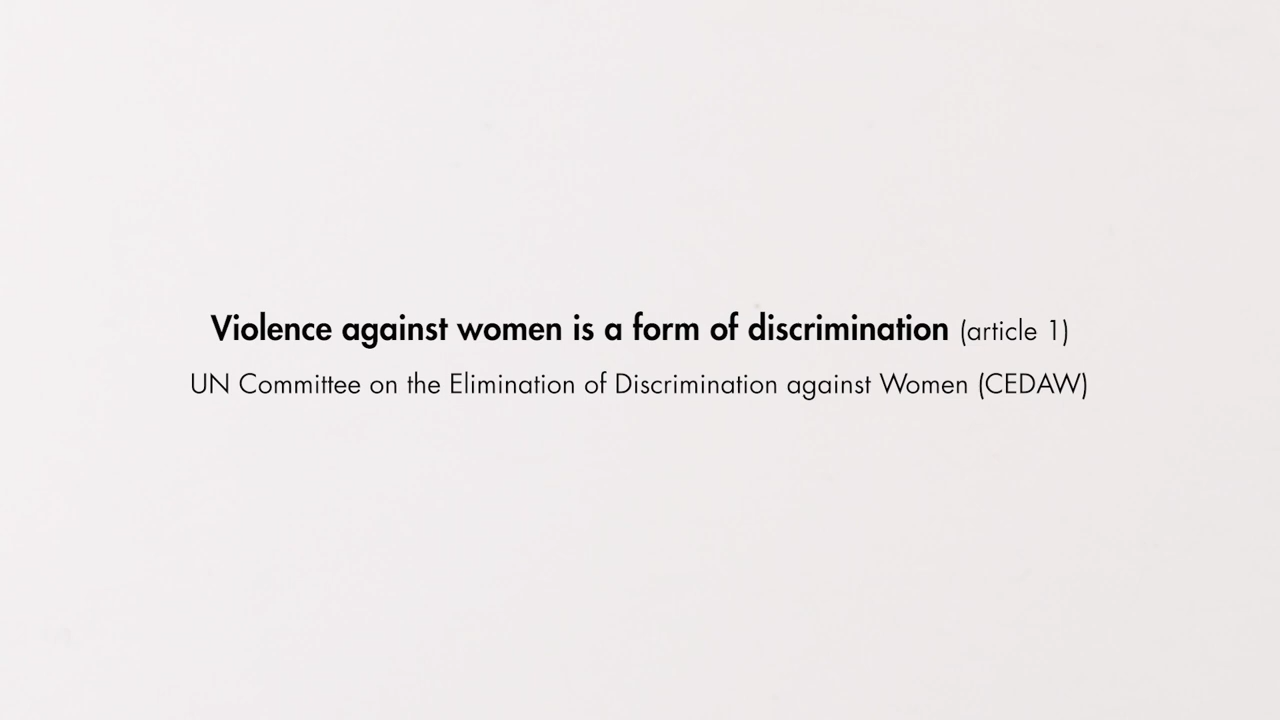 Violence against women is a form of discrimination (article 1)
UN Committee on the Elimination of Discrimination against Women (CEDAW)